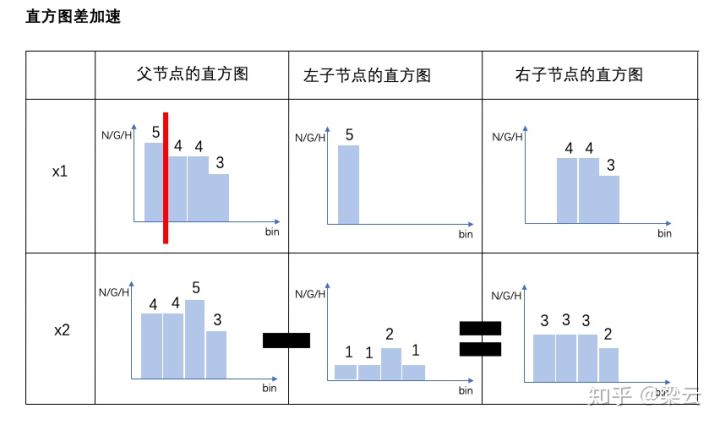 直方图差加速
父节点的直方图 左子节点的直方图 右子节点的直方图
x1
N/G/H 5 4 4 3 bin
N/G/H 5 bin
N/G/H 4 4 3 bin
x2
N/G/H 4 4 5 3 bin
N/G/H 1 1 2 1 bin
N/G/H 3 3 3 2 bin
知乎 @梁云